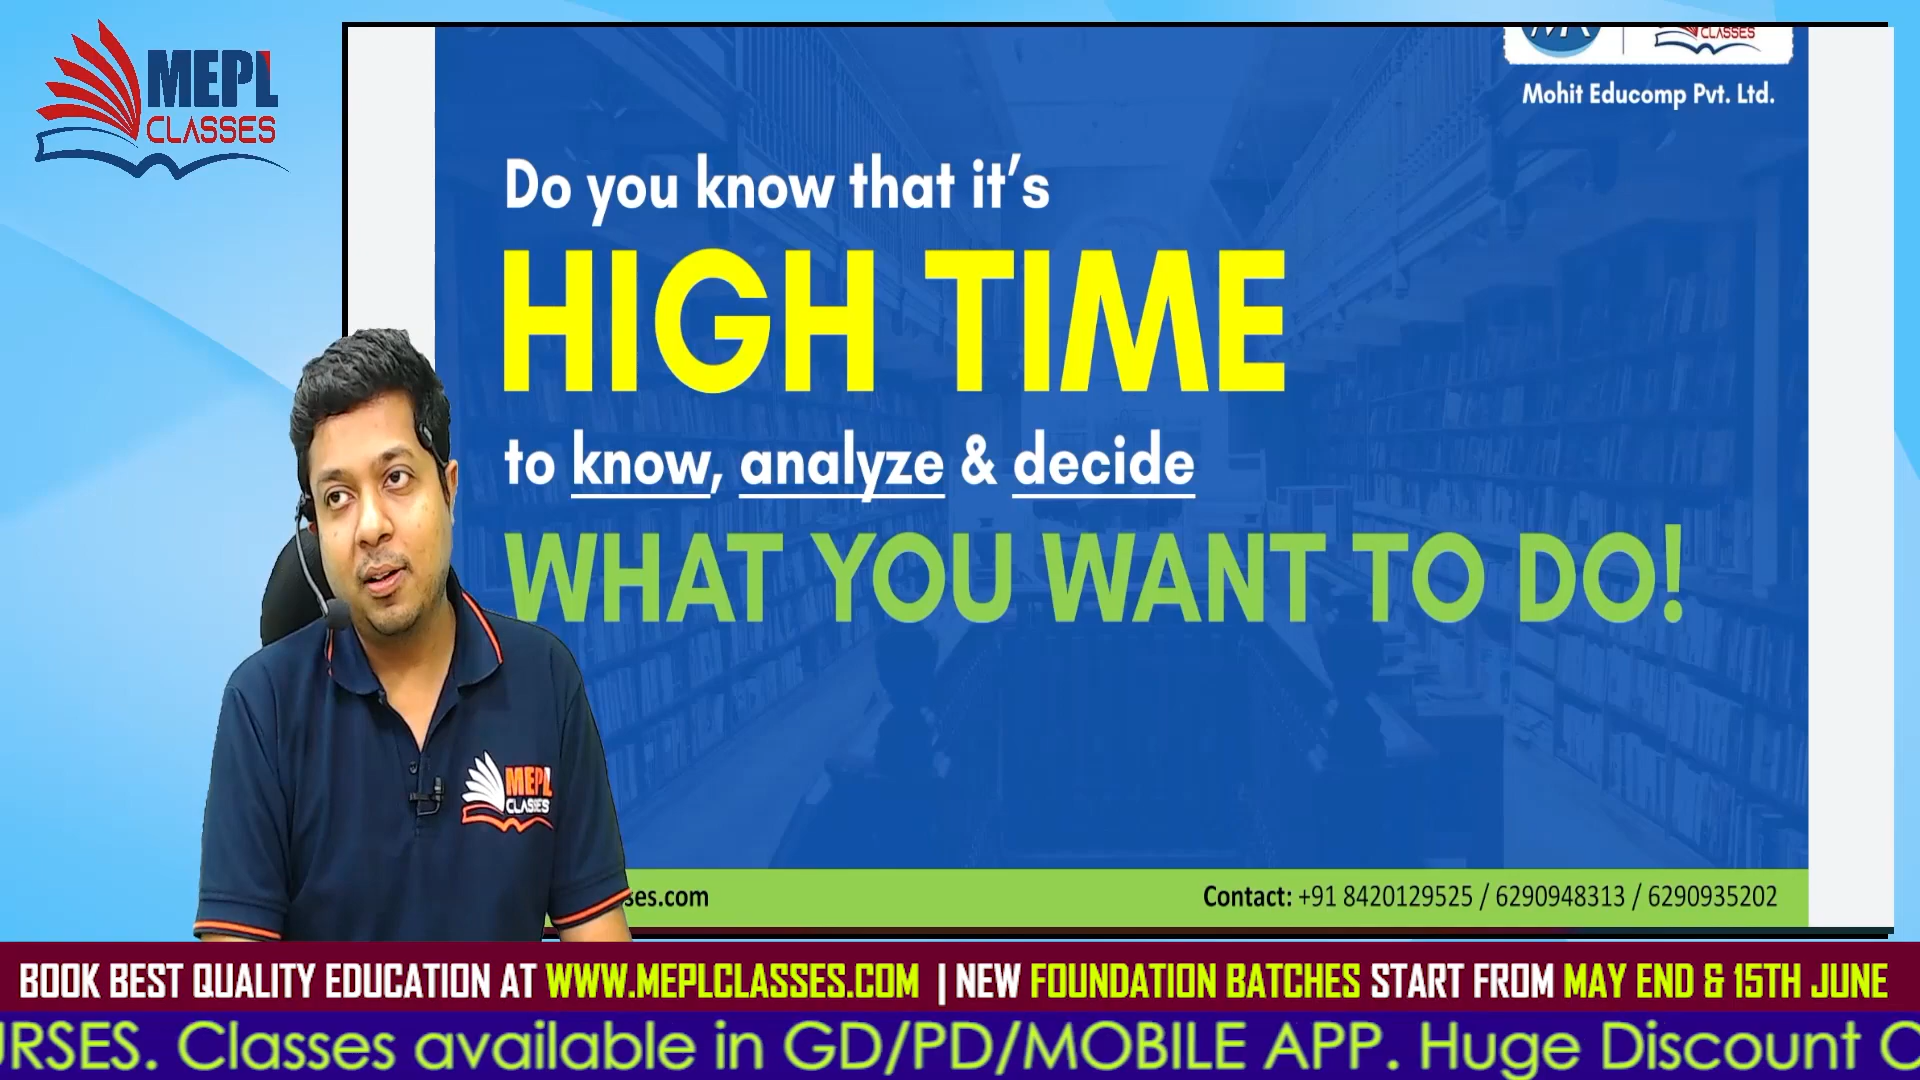 MEPL
CLASSES
CLASSES
Mohit Educomp Pvt. Ltd.
Do you know that it's
HIGH TIME
to know, analyze & decide
WHAT YOU WANT TO DO!
MEPL
CLASSES
ses.com
Contact: +91 8420129525 / 6290948313 / 6290935202
BOOK BEST QUALITY EDUCATION AT WWW.MEPLCLASSES.COM | NEW FOUNDATION BATCHES START FROM MAY END & 15TH JUNE
URSES. Classes available in GD/PD/MOBILE APP. Huge Discount